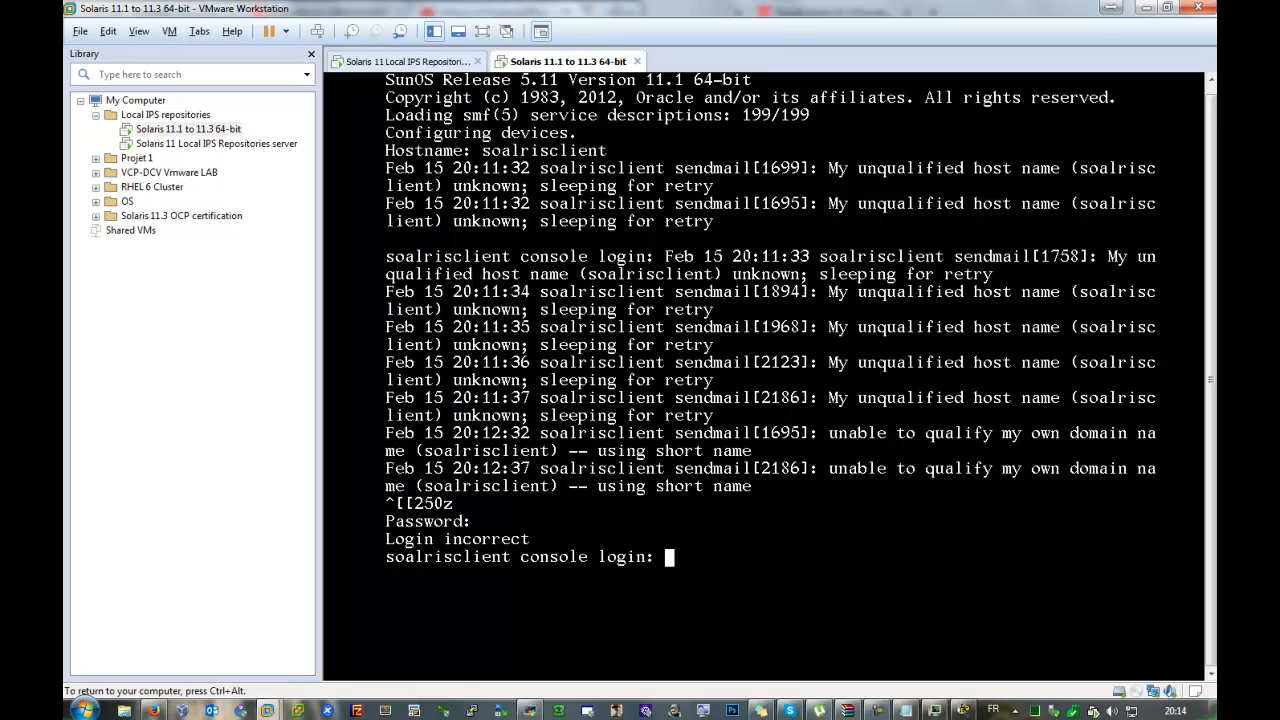 Solaris 11.1 to 11.3 64-bit - VMware Workstation
File Edit View VM Tabs Help
Library
Type here to search
My Computer
Local IPS repositories
Solaris 11.1 to 11.3 64-bit
Solaris 11 Local IPS Repositories server
Projet 1
VCP-DCV Vmware LAB
RHEL 6 Cluster
OS
Solaris 11.3 OCP certification
Shared VMs
Solaris 11 Local IPS Repositori...
Solaris 11.1 to 11.3 64-bit
SunOS Release 5.11 Version 11.1 64-bit
Copyright (c) 1983, 2012, Oracle and/or its affiliates. All rights reserved.
Loading smf(5) service descriptions: 199/199
Configuring devices.
Hostname: soalrisclient
Feb 15 20:11:32 soalrisclient sendmail[1699]: My unqualified host name (soalrisc
lient) unknown; sleeping for retry
Feb 15 20:11:32 soalrisclient sendmail[1695]: My unqualified host name (soalrisc
lient) unknown; sleeping for retry
soalrisclient console login: Feb 15 20:11:33 soalrisclient sendmail[1758]: My un
qualified host name (soalrisclient) unknown; sleeping for retry
Feb 15 20:11:34 soalrisclient sendmail[1894]: My unqualified host name (soalrisc
lient) unknown; sleeping for retry
Feb 15 20:11:35 soalrisclient sendmail[1968]: My unqualified host name (soalrisc
lient) unknown; sleeping for retry
Feb 15 20:11:36 soalrisclient sendmail[2123]: My unqualified host name (soalrisc
lient) unknown; sleeping for retry
Feb 15 20:11:37 soalrisclient sendmail[2186]: My unqualified host name (soalrisc
lient) unknown; sleeping for retry
Feb 15 20:12:32 soalrisclient sendmail[1695]: unable to qualify my own domain na
me (soalrisclient) -- using short name
Feb 15 20:12:37 soalrisclient sendmail[2186]: unable to qualify my own domain na
me (soalrisclient) -- using short name
^[[250z
Password:
Login incorrect
soalrisclient console login:
To return to your computer, press Ctrl+Alt.
FR
20:14